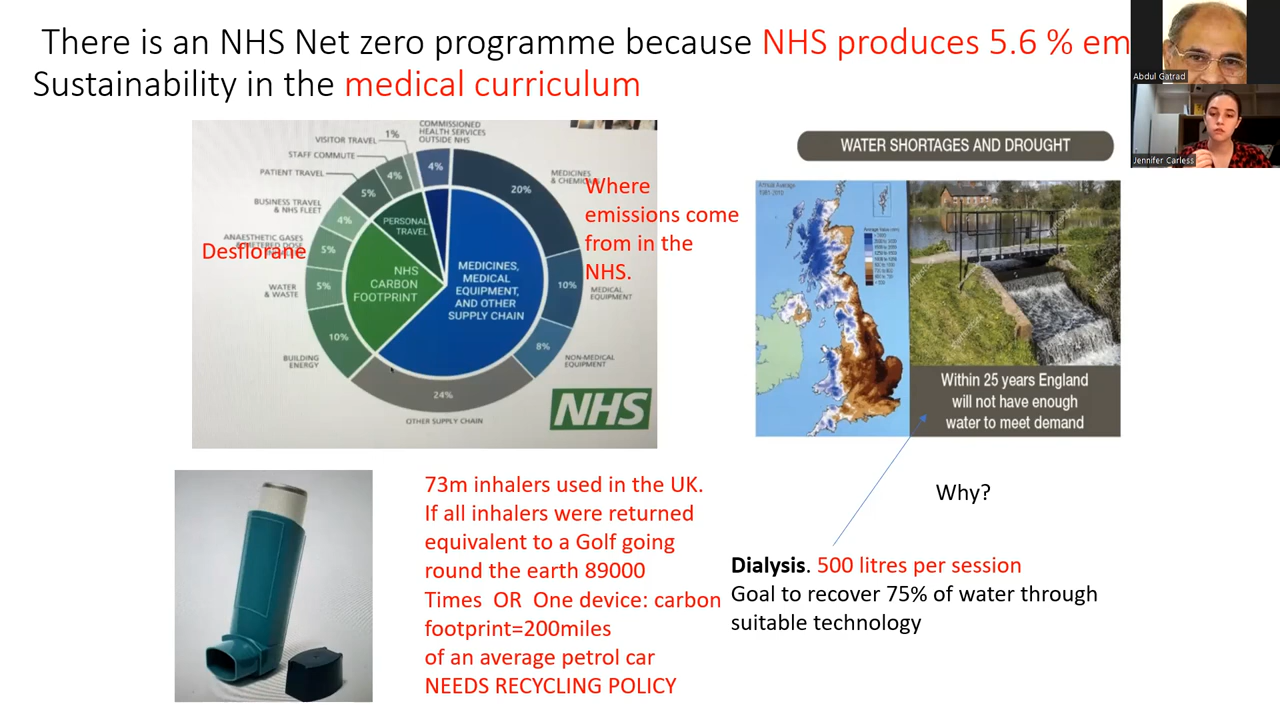 There is an NHS Net zero programme because NHS produces 5.6 % em
Sustainability in the medical curriculum
Abdul Gatrad
Jennifer Carless
COMMISSIONED
HEALTH SERVICES
OUTSIDE NHS
1%
VISITOR TRAVEL
STAFF COMMUTE
PATIENT TRAVEL
BUSINESS TRAVEL
& NHS FLEET
ANAESTHETIC GASES
Desflorane
WATER
& WASTE
BUILDING
ENERGY
4%
4%
5%
4%
5%
5%
10%
24%
20%
10%
8%
PERSONAL
TRAVEL
NHS
CARBON
FOOTPRINT
MEDICINES,
MEDICAL
EQUIPMENT,
AND OTHER
SUPPLY CHAIN
MEDICINES
& CHEMICALS
MEDICAL
EQUIPMENT
NON-MEDICAL
EQUIPMENT
OTHER SUPPLY CHAIN
NHS
Where
emissions come
from in the
NHS.
WATER SHORTAGES AND DROUGHT
1981-2010
Within 25 years England
will not have enough
water to meet demand
Why?
73m inhalers used in the UK.
If all inhalers were returned
equivalent to a Golf going
round the earth 89000
Times OR One device: carbon
footprint=200miles
of an average petrol car
NEEDS RECYCLING POLICY
Dialysis. 500 litres per session
Goal to recover 75% of water through
suitable technology